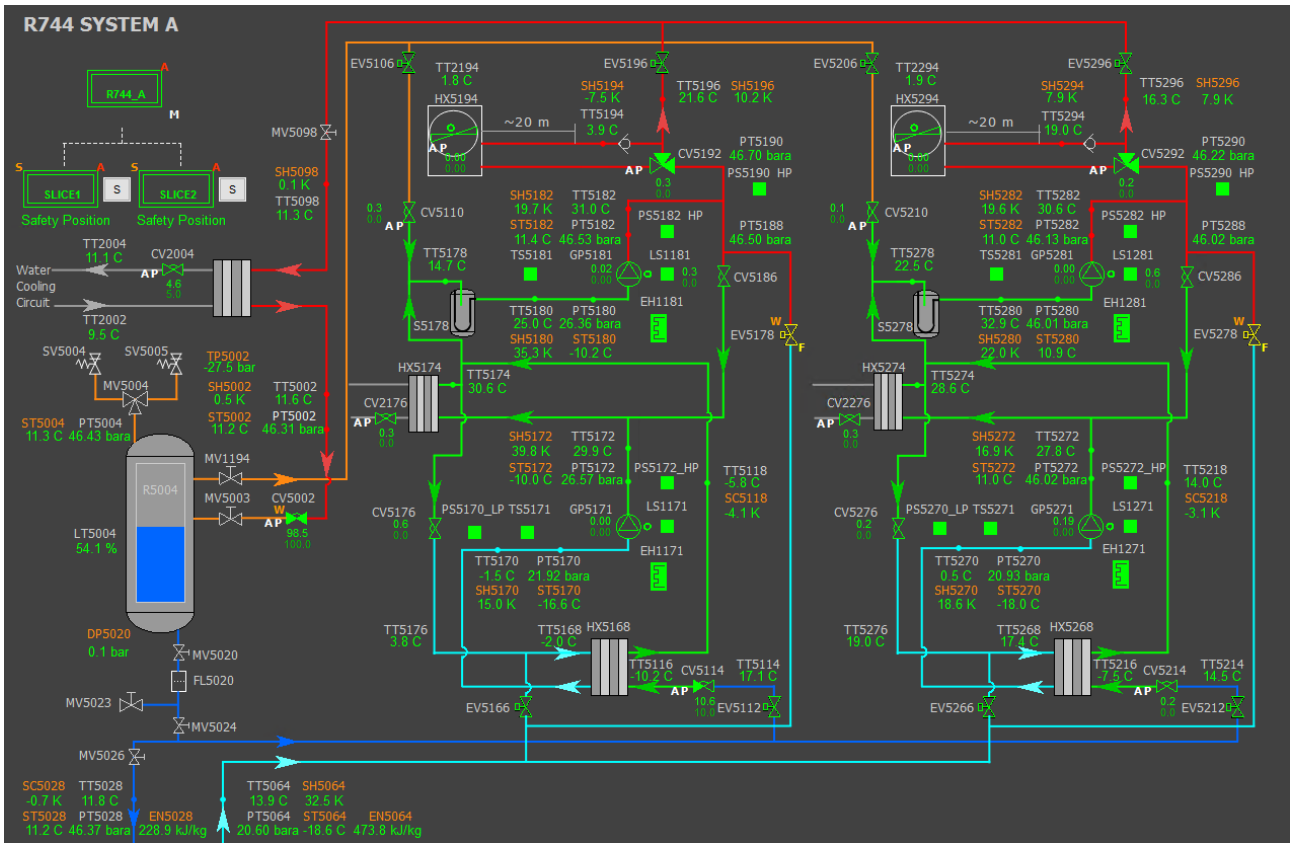 R744 SYSTEM A
A
R744_A
M
S A
SLICE1
S
Safety Position
S A
SLICE2
S
Safety Position
MV5098
SH5098
0.1 K
TT5098
11.3 C
TT2004
11.1 C
CV2004
AP
4.6
5.0
Water
Cooling
Circuit
TT2002
9.5 C
SV5004
SV5005
MV5004
TP5002
-27.5 bar
SH5002
0.5 K
TT5002
11.6 C
ST5002
11.2 C
PT5002
46.31 bara
ST5004
11.3 C
PT5004
46.43 bara
R5004
MV1194
MV5003
CV5002
W
AP
98.5
100.0
LT5004
54.1 %
DP5020
0.1 bar
MV5020
FL5020
MV5023
MV5024
MV5026
SC5028
-0.7 K
TT5028
11.8 C
ST5028
11.2 C
PT5028
46.37 bara
EN5028
228.9 kJ/kg
TT5064
13.9 C
SH5064
32.5 K
PT5064
20.60 bara
ST5064
-18.6 C
EN5064
473.8 kJ/kg
EV5106
TT2194
1.8 C
HX5194
AP
0.00
0.00
~20 m
SH5194
-7.5 K
TT5194
3.9 C
EV5196
TT5196
21.6 C
SH5196
10.2 K
CV5192
AP
0.3
0.0
PT5190
46.70 bara
PS5190 HP
0.3
0.0
CV5110
AP
SH5182
19.7 K
TT5182
31.0 C
ST5182
11.4 C
PT5182
46.53 bara
PS5182 HP
PT5188
46.50 bara
TT5178
14.7 C
TS5181
GP5181
0.02
0.00
LS1181
0.3
0.0
CV5186
S5178
TT5180
25.0 C
PT5180
26.36 bara
SH5180
35.3 K
ST5180
-10.2 C
EH1181
W
EV5178
F
HX5174
TT5174
30.6 C
CV2176
AP
0.3
0.0
SH5172
39.8 K
TT5172
29.9 C
ST5172
-10.0 C
PT5172
26.57 bara
PS5172_HP
TT5118
-5.8 C
SC5118
-4.1 K
CV5176
0.6
0.0
PS5170_LP
TS5171
GP5171
0.00
0.00
LS1171
TT5170
-1.5 C
PT5170
21.92 bara
SH5170
15.0 K
ST5170
-16.6 C
EH1171
TT5176
3.8 C
TT5168
-2.0 C
HX5168
TT5116
-10.2 C
CV5114
AP
10.6
10.0
TT5114
17.1 C
EV5166
EV5112
EV5206
TT2294
1.9 C
HX5294
AP
0.00
0.00
~20 m
SH5294
7.9 K
TT5294
19.0 C
EV5296
TT5296
16.3 C
SH5296
7.9 K
CV5292
AP
0.2
0.0
PT5290
46.22 bara
PS5290 HP
0.1
0.0
CV5210
AP
SH5282
19.6 K
TT5282
30.6 C
ST5282
11.0 C
PT5282
46.13 bara
PS5282 HP
PT5288
46.02 bara
TT5278
22.5 C
TS5281
GP5281
0.00
0.00
LS1281
0.6
0.0
CV5286
S5278
TT5280
32.9 C
PT5280
46.01 bara
SH5280
22.0 K
ST5280
10.9 C
EH1281
W
EV5278
F
HX5274
TT5274
28.6 C
CV2276
AP
0.3
0.0
SH5272
16.9 K
TT5272
27.8 C
ST5272
11.0 C
PT5272
46.02 bara
PS5272_HP
TT5218
14.0 C
SC5218
-3.1 K
CV5276
0.2
0.0
PS5270_LP
TS5271
GP5271
0.19
0.00
LS1271
TT5270
0.5 C
PT5270
20.93 bara
SH5270
18.6 K
ST5270
-18.0 C
EH1271
TT5276
19.0 C
TT5268
17.4 C
HX5268
TT5216
-7.5 C
CV5214
AP
0.2
0.0
TT5214
14.5 C
EV5266
EV5212